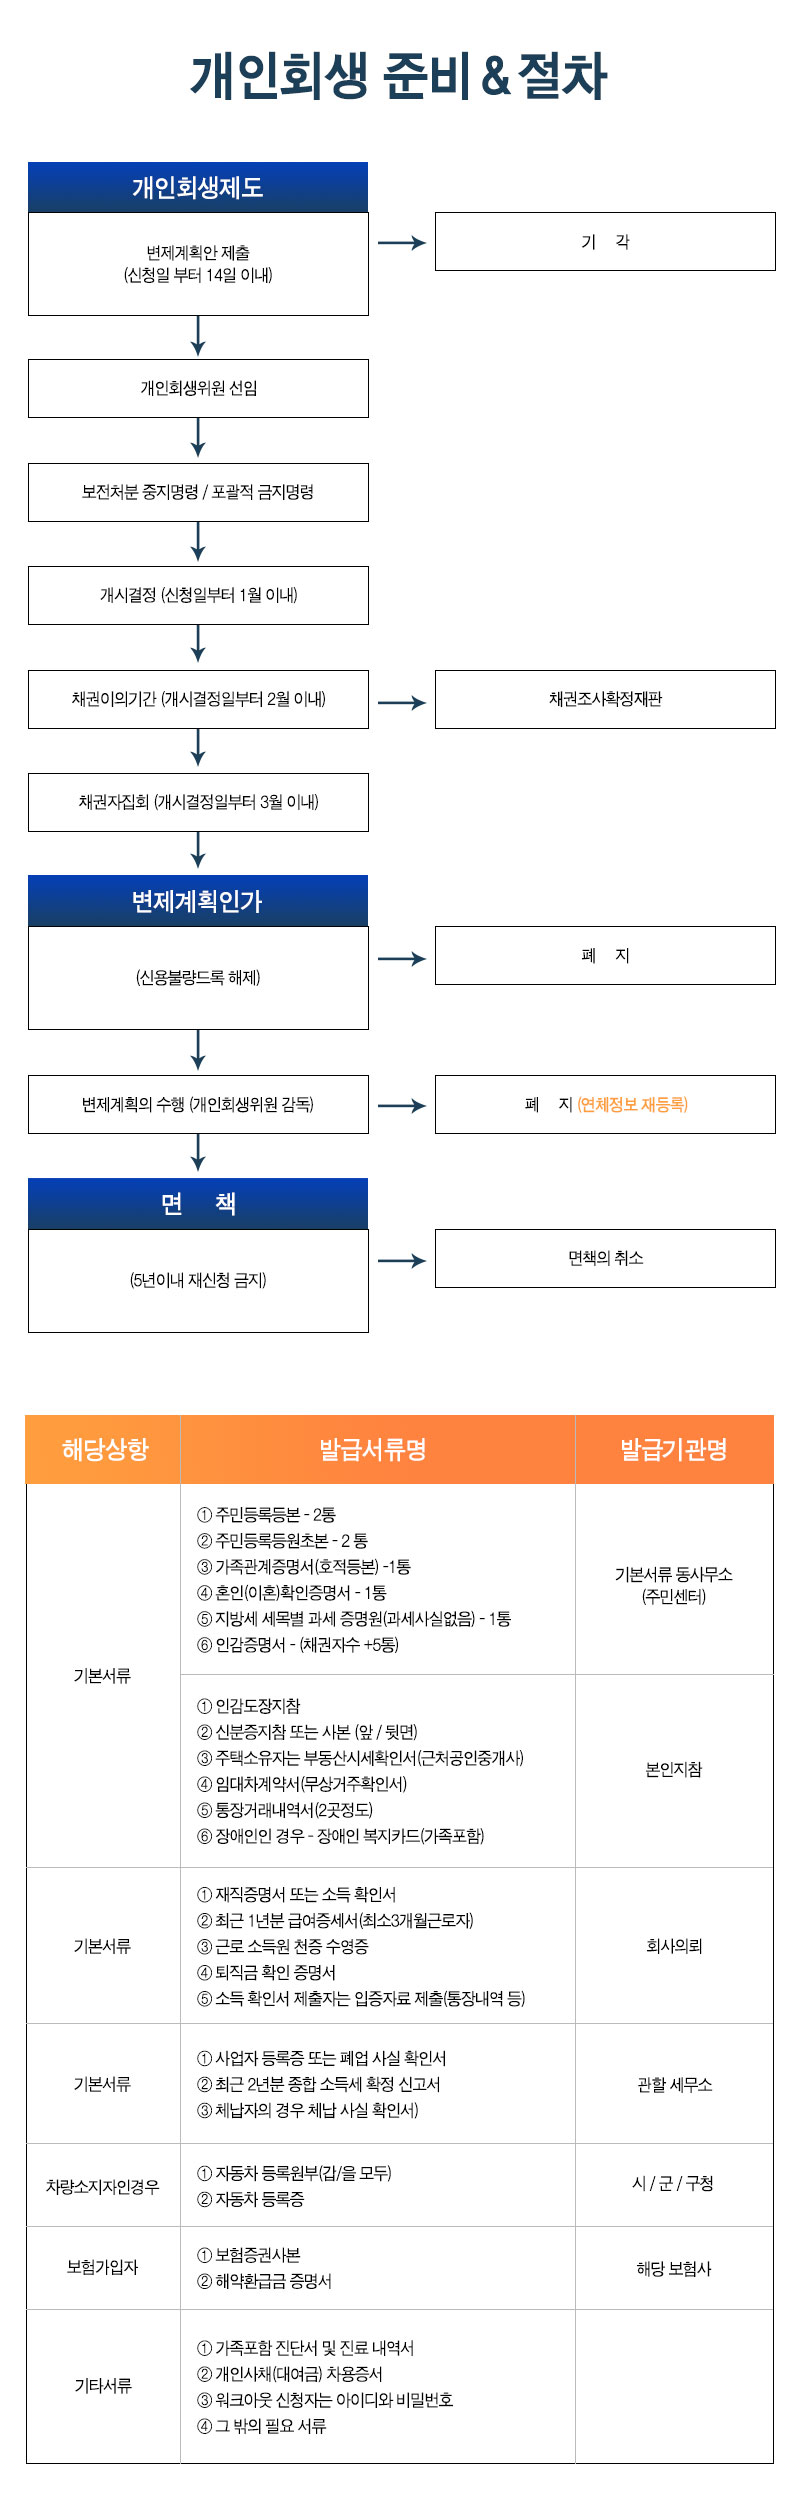 개인회생 준비 & 절차
개인회생제도
변제계획안 제출
(신청일 부터 14일 이내)
기 각
개인회생위원 선임
보전처분 중지명령 / 포괄적 금지명령
개시결정 (신청일부터 1월 이내)
채권이의기간 (개시결정일부터 2월 이내)
채권조사확정재판
채권자집회 (개시결정일부터 3월 이내)
변제계획인가
(신용불량드록 해제)
폐 지
변제계획의 수행 (개인회생위원 감독)
폐 지 (연체정보 재등록)
면 책
(5년이내 재신청 금지)
면책의 취소
해당상항
발급서류명
발급기관명
기본서류
① 주민등록등본 - 2통
② 주민등록등원초본 - 2 통
③ 가족관계증명서(호적등본) -1통
④ 혼인(이혼)확인증명서 - 1통
⑤ 지방세 세목별 과세 증명원(과세사실없음) - 1통
⑥ 인감증명서 - (채권자수 +5통)
기본서류 동사무소
(주민센터)
① 인감도장지참
② 신분증지참 또는 사본 (앞 / 뒷면)
③ 주택소유자는 부동산시세확인서(근처공인중개사)
④ 임대차계약서(무상거주확인서)
⑤ 통장거래내역서(2곳정도)
⑥ 장애인인 경우 - 장애인 복지카드(가족포함)
본인지참
기본서류
① 재직증명서 또는 소득 확인서
② 최근 1년분 급여증세서(최소3개월근로자)
③ 근로 소득원 천증 수영증
④ 퇴직금 확인 증명서
⑤ 소득 확인서 제출자는 입증자료 제출(통장내역 등)
회사의뢰
기본서류
① 사업자 등록증 또는 폐업 사실 확인서
② 최근 2년분 종합 소득세 확정 신고서
③ 체납자의 경우 체납 사실 확인서)
관할 세무소
차량소지자인경우
① 자동차 등록원부(갑/을 모두)
② 자동차 등록증
시 / 군 / 구청
보험가입자
① 보험증권사본
② 해약환급금 증명서
해당 보험사
기타서류
① 가족포함 진단서 및 진료 내역서
② 개인사채(대여금) 차용증서
③ 워크아웃 신청자는 아이디와 비밀번호
④ 그 밖의 필요 서류